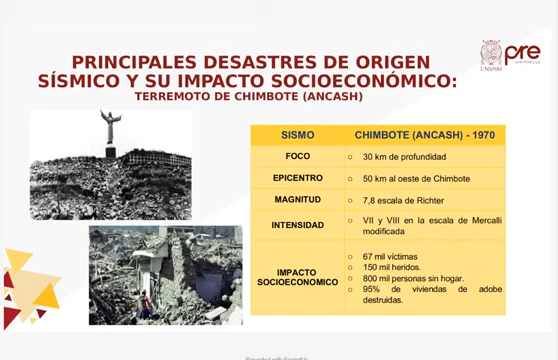 PRINCIPALES DESASTRES DE ORIGEN
SÍSMICO Y SU IMPACTO SOCIOECONÓMICO:
TERREMOTO DE CHIMBOTE (ANCASH)
UNMSM
pre
SAN MARCOS
SISMO
CHIMBOTE (ANCASH) - 1970
FOCO
○ 30 km de profundidad
EPICENTRO
○ 50 km al oeste de Chimbote
MAGNITUD
○ 7,8 escala de Richter
INTENSIDAD
○ VII y VIII en la escala de Mercalli
modificada
IMPACTO
SOCIOECONOMICO
○ 67 mil víctimas
○ 150 mil heridos.
○ 800 mil personas sin hogar.
○ 95% de viviendas de adobe
destruidas.